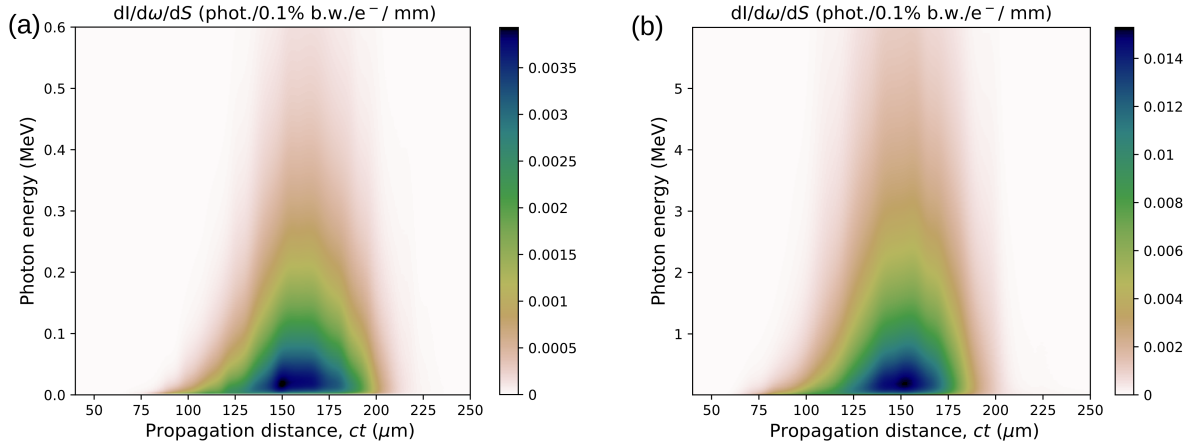 (a)
dI/dω/dS (phot./0.1% b.w./e⁻/ mm)
Photon energy (MeV)
0.6
0.5
0.4
0.3
0.2
0.1
0.0
50 75 100 125 150 175 200 225 250
Propagation distance, ct (μm)
0.0035
0.003
0.0025
0.002
0.0015
0.001
0.0005
0
(b)
dI/dω/dS (phot./0.1% b.w./e⁻/ mm)
Photon energy (MeV)
5
4
3
2
1
50 75 100 125 150 175 200 225 250
Propagation distance, ct (μm)
0.014
0.012
0.01
0.008
0.006
0.004
0.002
0